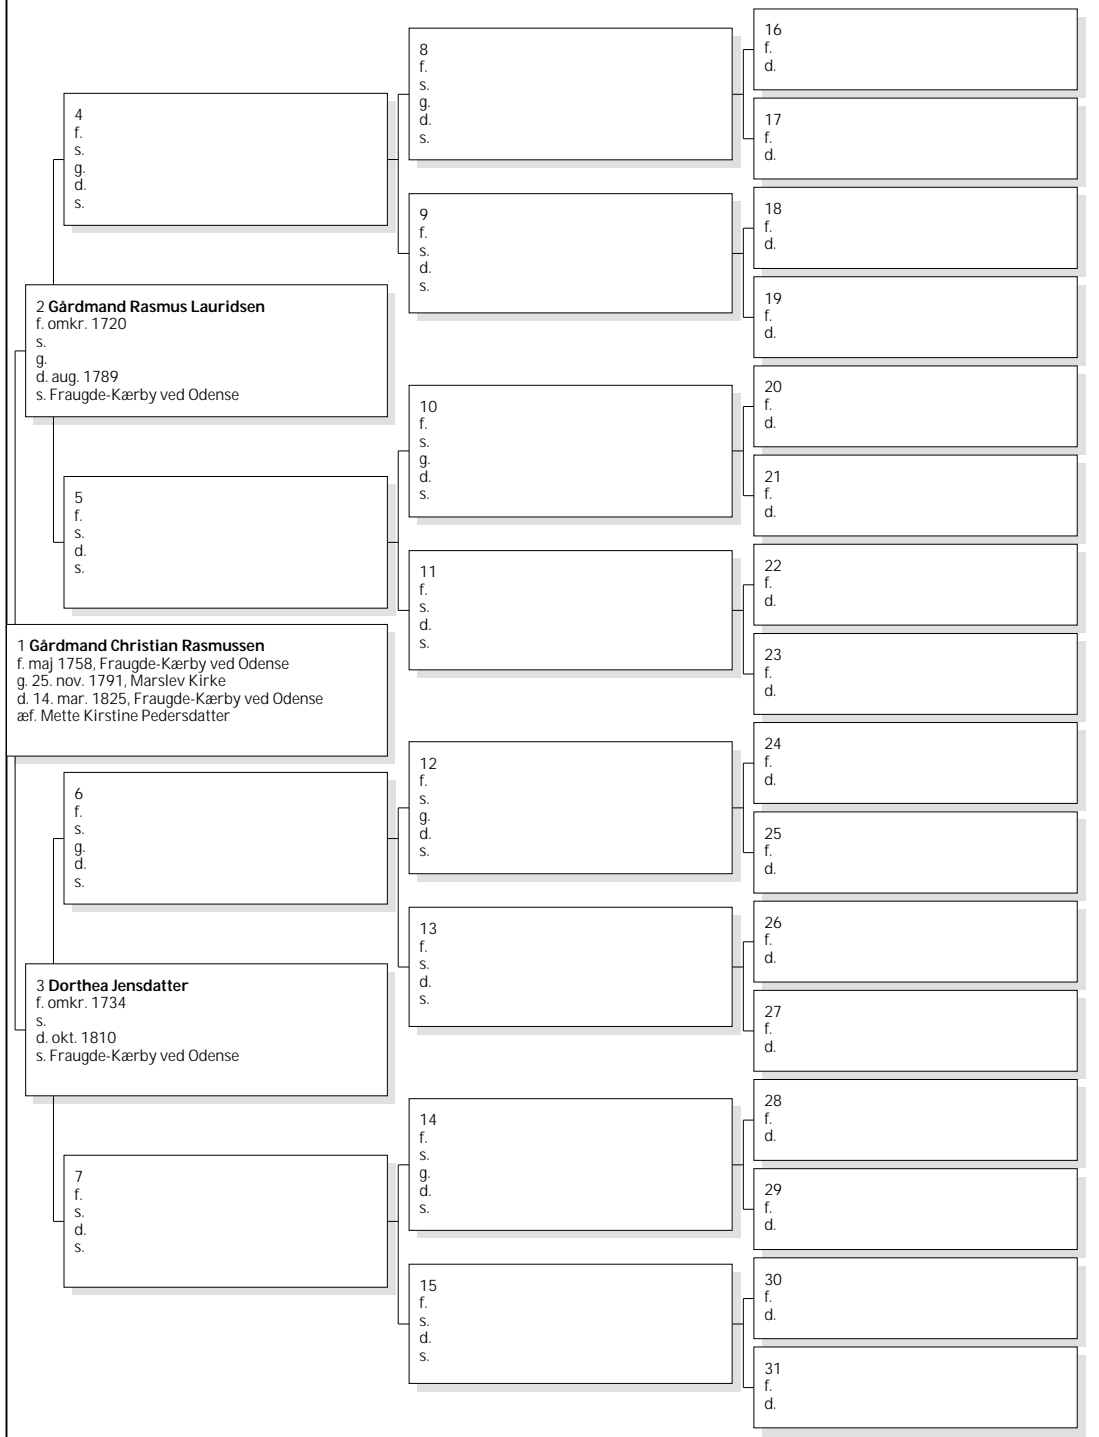 16
f.
d.
8
f.
s.
g.
d.
s.
17
f.
d.
4
f.
s.
g.
d.
s.
18
f.
d.
9
f.
s.
d.
s.
19
f.
d.
2 Gårdmand Rasmus Lauridsen
f. omkr. 1720
s.
g.
d. aug. 1789
s. Fraugde-Kærby ved Odense
20
f.
d.
10
f.
s.
g.
d.
s.
21
f.
d.
5
f.
s.
d.
s.
22
f.
d.
11
f.
s.
d.
s.
23
f.
d.
1 Gårdmand Christian Rasmussen
f. maj 1758, Fraugde-Kærby ved Odense
g. 25. nov. 1791, Marslev Kirke
d. 14. mar. 1825, Fraugde-Kærby ved Odense
æf. Mette Kirstine Pedersdatter
24
f.
d.
12
f.
s.
g.
d.
s.
25
f.
d.
6
f.
s.
g.
d.
s.
26
f.
d.
13
f.
s.
d.
s.
27
f.
d.
3 Dorthea Jensdatter
f. omkr. 1734
s.
d. okt. 1810
s. Fraugde-Kærby ved Odense
28
f.
d.
14
f.
s.
g.
d.
s.
29
f.
d.
7
f.
s.
d.
s.
30
f.
d.
15
f.
s.
d.
s.
31
f.
d.